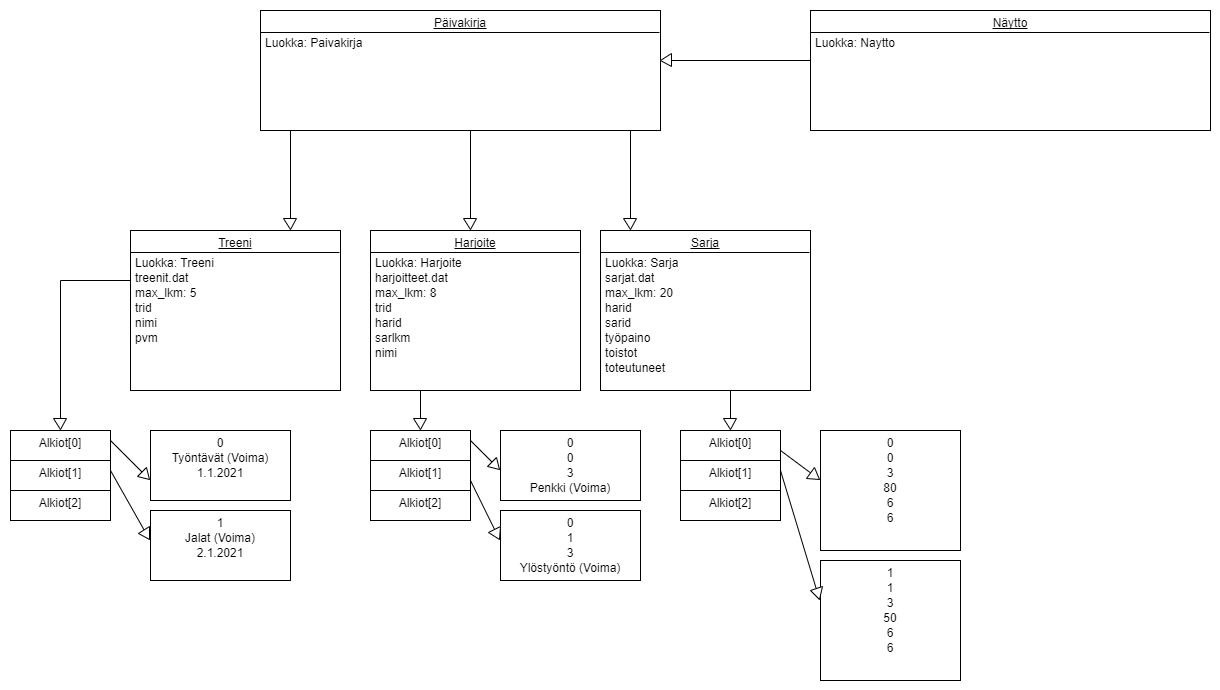 Päivakirja
Luokka: Paivakirja
Näytto
Luokka: Naytto
Treeni
Luokka: Treeni
treenit.dat
max_lkm: 5
trid
nimi
pvm
Harjoite
Luokka: Harjoite
harjoitteet.dat
max_lkm: 8
trid
harid
sarlkm
nimi
Sarja
Luokka: Sarja
sarjat.dat
max_lkm: 20
harid
sarid
työpaino
toistot
toteutuneet
Alkiot[0]
Alkiot[1]
Alkiot[2]
0
Työntävät (Voima)
1.1.2021
1
Jalat (Voima)
2.1.2021
Alkiot[0]
Alkiot[1]
Alkiot[2]
0
0
3
Penkki (Voima)
0
1
3
Ylöstyöntö (Voima)
Alkiot[0]
Alkiot[1]
Alkiot[2]
0
0
3
80
6
6
1
1
3
50
6
6